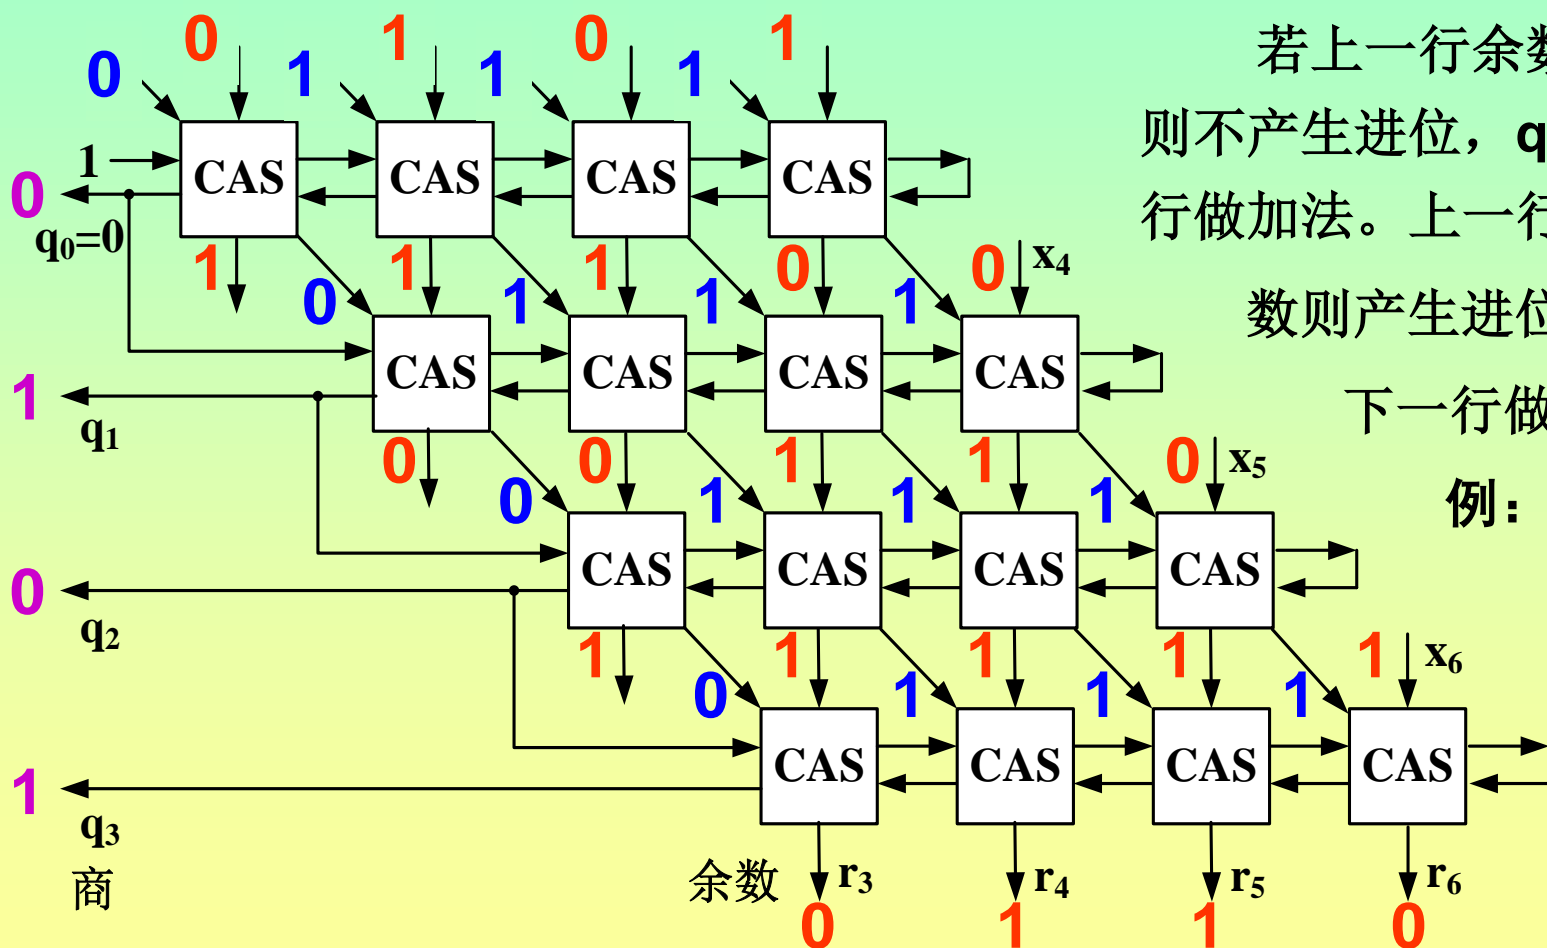 0 1 0 1
若上一行余数
0 1 1 1
则不产生进位，q
1 CAS CAS CAS CAS
0
行做加法。上一行
q0=0
1 1 1 0 0 x4
0 1 1 1
数则产生进位
CAS CAS CAS CAS
1
下一行做
q1
0 0 1 1 0 x5
0 1 1 1
例：
CAS CAS CAS CAS
0
q2
1 1 1 1 1 x6
0 1 1 1
CAS CAS CAS CAS
1
q3
商 余数 r3 r4 r5 r6
0 1 1 0